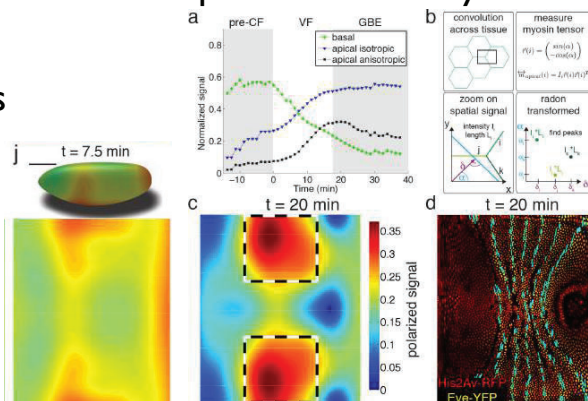 s
a
pre-CF VF GBE
basal
apical isotropic
apical anisotropic
Normalized signal
0.8
0.6
0.4
0.2
0
-10 0 10 20 30 40
Time (min)
b
convolution
across tissue
measure
myosin tensor
zoom on
spatial signal
radon
transformed
intensity I
length L
y
x
i
j
k
find peaks
j
t = 7.5 min
c
t = 20 min
0.35
0.3
0.25
0.2
0.15
0.1
0.05
0
polarized signal
d
t = 20 min
His2Av-RFP
Eve-YFP